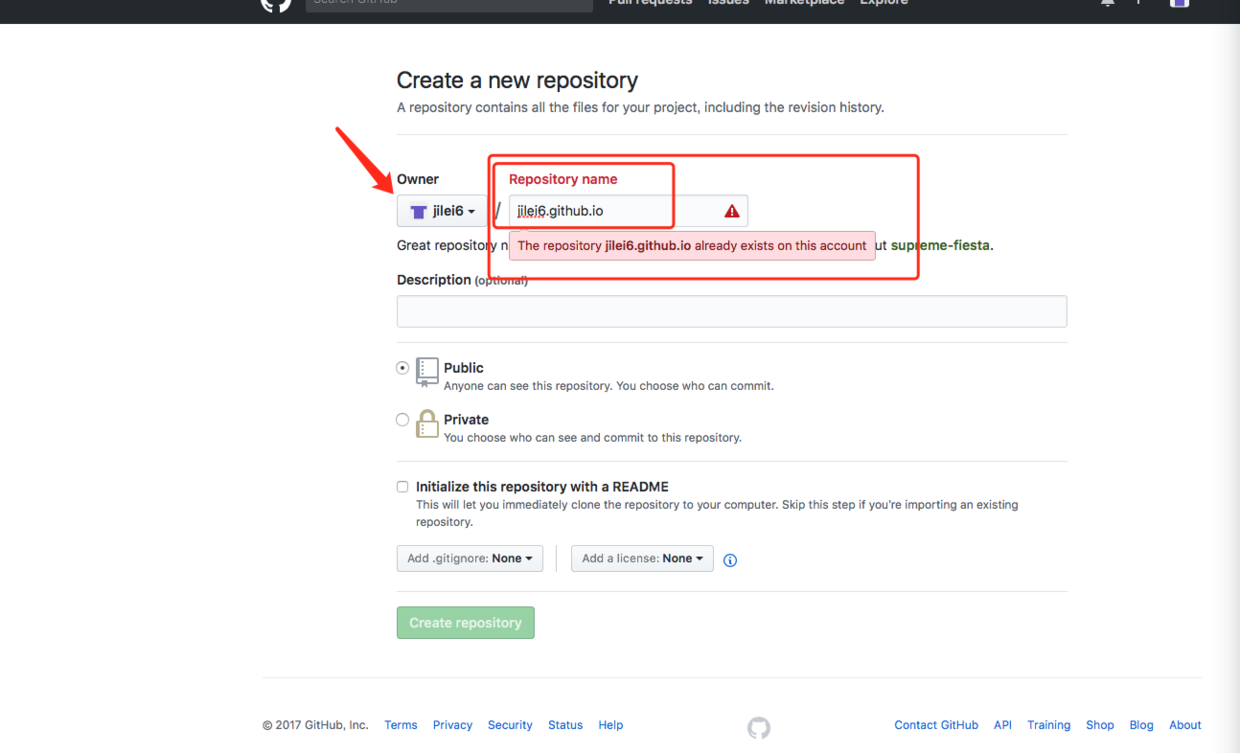 Search GitHub
Pull requests Issues Marketplace Explore
Create a new repository
A repository contains all the files for your project, including the revision history.
Owner Repository name
jilei6 / jilei6.github.io
Great repository n
The repository jilei6.github.io already exists on this account
ut supreme-fiesta.
Description (optional)
Public
Anyone can see this repository. You choose who can commit.
Private
You choose who can see and commit to this repository.
Initialize this repository with a README
This will let you immediately clone the repository to your computer. Skip this step if you're importing an existing
repository.
Add .gitignore: None Add a license: None
Create repository
© 2017 GitHub, Inc. Terms Privacy Security Status Help Contact GitHub API Training Shop Blog About